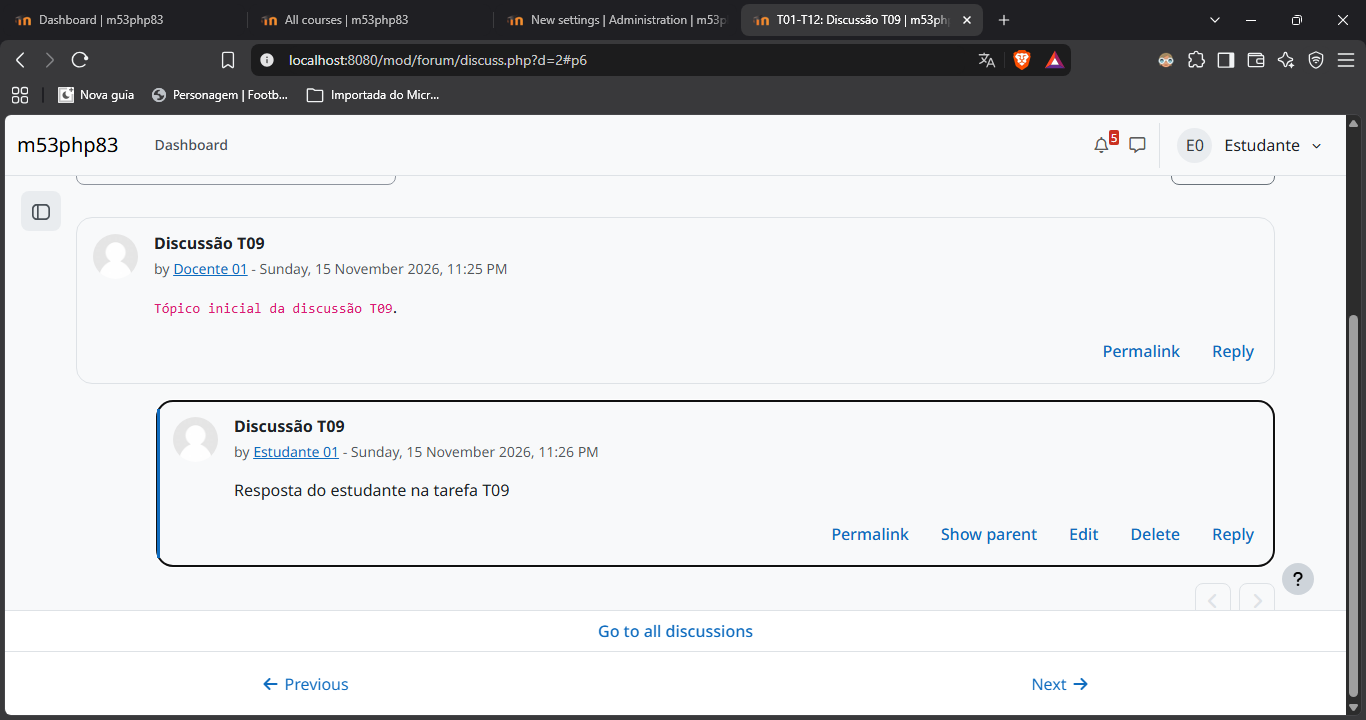 Dashboard | m53php83
All courses | m53php83
New settings | Administration | m53p
T01-T12: Discussão T09 | m53ph
localhost:8080/mod/forum/discuss.php?d=2#p6
Nova guia
Personagem | Footb...
Importada do Micr...
m53php83
Dashboard
5
E0
Estudante
Discussão T09
by Docente 01 - Sunday, 15 November 2026, 11:25 PM
Tópico inicial da discussão T09.
Permalink
Reply
Discussão T09
by Estudante 01 - Sunday, 15 November 2026, 11:26 PM
Resposta do estudante na tarefa T09
Permalink
Show parent
Edit
Delete
Reply
?
Go to all discussions
← Previous
Next →